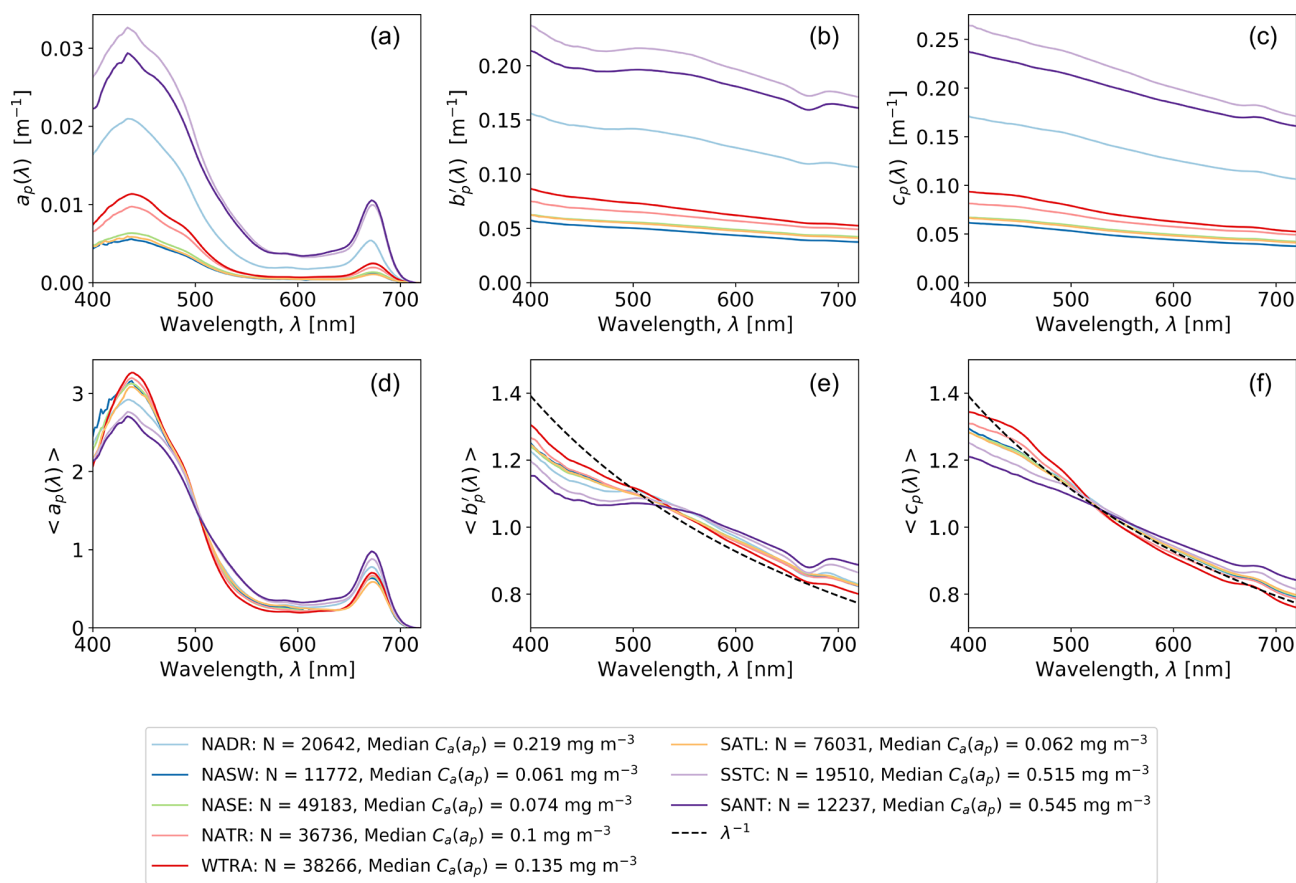 (a) (b) (c)
0.03 0.02 0.01 0.00
a_p(λ) [m⁻¹]
400 500 600 700
Wavelength, λ [nm]
0.20 0.15 0.10 0.05 0.00
b′_p(λ) [m⁻¹]
400 500 600 700
Wavelength, λ [nm]
0.25 0.20 0.15 0.10 0.05 0.00
c_p(λ) [m⁻¹]
400 500 600 700
Wavelength, λ [nm]
(d) (e) (f)
3 2 1 0
< a_p(λ) >
400 500 600 700
Wavelength, λ [nm]
1.4 1.2 1.0 0.8
< b′_p(λ) >
400 500 600 700
Wavelength, λ [nm]
1.4 1.2 1.0 0.8
< c_p(λ) >
400 500 600 700
Wavelength, λ [nm]
NADR: N = 20642, Median C_a(a_p) = 0.219 mg m⁻³
NASW: N = 11772, Median C_a(a_p) = 0.061 mg m⁻³
NASE: N = 49183, Median C_a(a_p) = 0.074 mg m⁻³
NATR: N = 36736, Median C_a(a_p) = 0.1 mg m⁻³
WTRA: N = 38266, Median C_a(a_p) = 0.135 mg m⁻³
SATL: N = 76031, Median C_a(a_p) = 0.062 mg m⁻³
SSTC: N = 19510, Median C_a(a_p) = 0.515 mg m⁻³
SANT: N = 12237, Median C_a(a_p) = 0.545 mg m⁻³
λ⁻¹